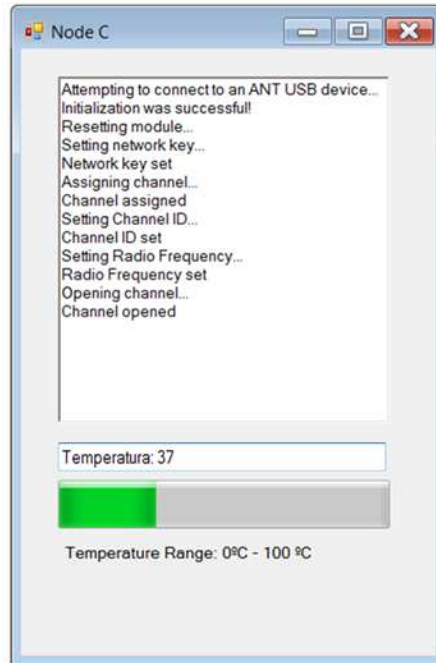 Node C
Attempting to connect to an ANT USB device...
Initialization was successful!
Resetting module...
Setting network key...
Network key set
Assigning channel...
Channel assigned
Setting Channel ID...
Channel ID set
Setting Radio Frequency...
Radio Frequency set
Opening channel...
Channel opened
Temperatura: 37
Temperature Range: 0ºC - 100 ºC